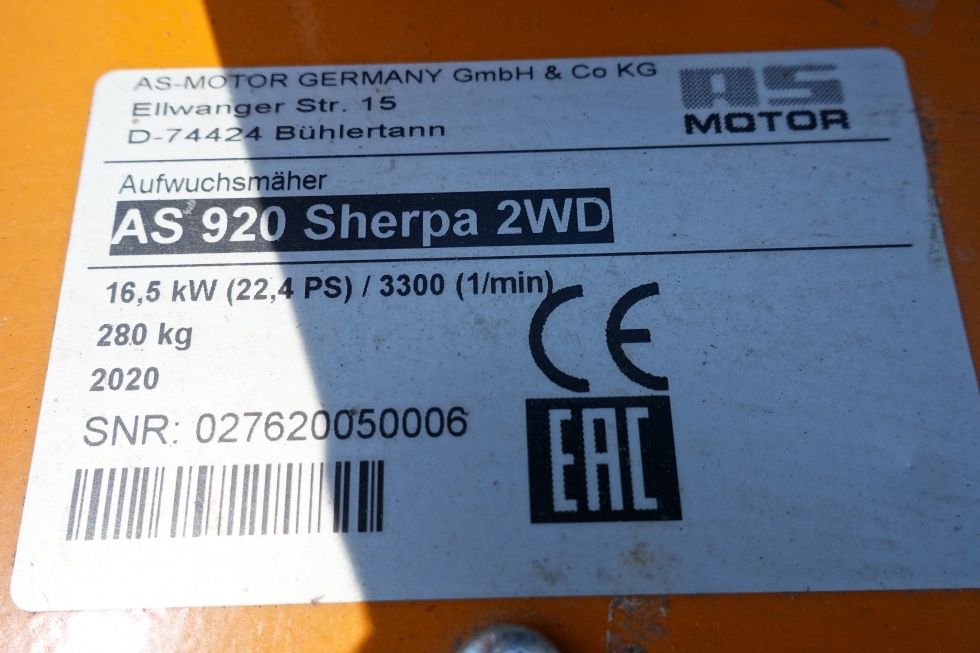 AS-MOTOR GERMANY GmbH & Co KG
Ellwanger Str. 15
D-74424 Bühlertann
AS
MOTOR
Aufwuchsmäher
AS 920 Sherpa 2WD
16,5 kW (22,4 PS) / 3300 (1/min)
280 kg
2020
SNR: 027620050006
CE
EAC